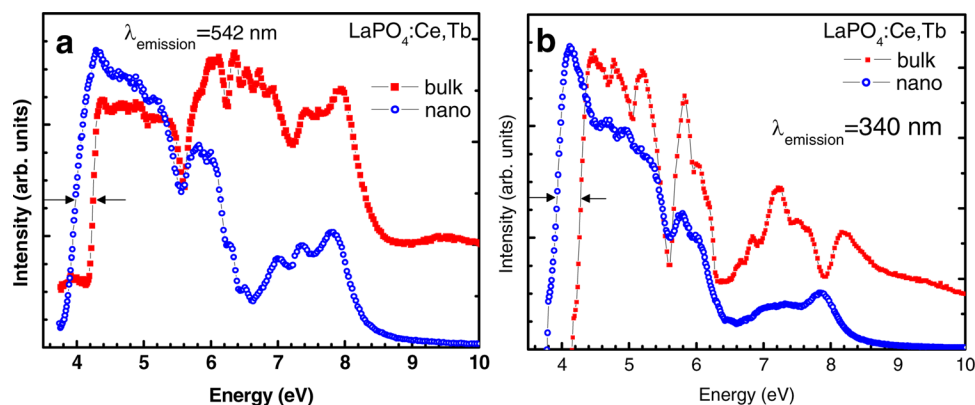 a
λemission=542 nm
LaPO4:Ce,Tb
bulk
nano
Intensity (arb. units)
4 5 6 7 8 9 10
Energy (eV)
b
LaPO4:Ce,Tb
bulk
nano
λemission=340 nm
Intensity (arb. units)
4 5 6 7 8 9 10
Energy (eV)